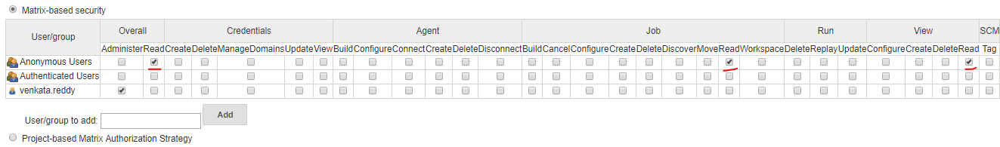 Matrix-based security
User/group Overall Credentials Agent Job Run View SCM
Administer Read Create Delete ManageDomains Update View Build Configure Connect Create Delete Disconnect Build Cancel Configure Create Delete Discover Move Read Workspace Delete Replay Update Configure Create Delete Read Tag
Anonymous Users
Authenticated Users
venkata.reddy
User/group to add: Add
Project-based Matrix Authorization Strategy